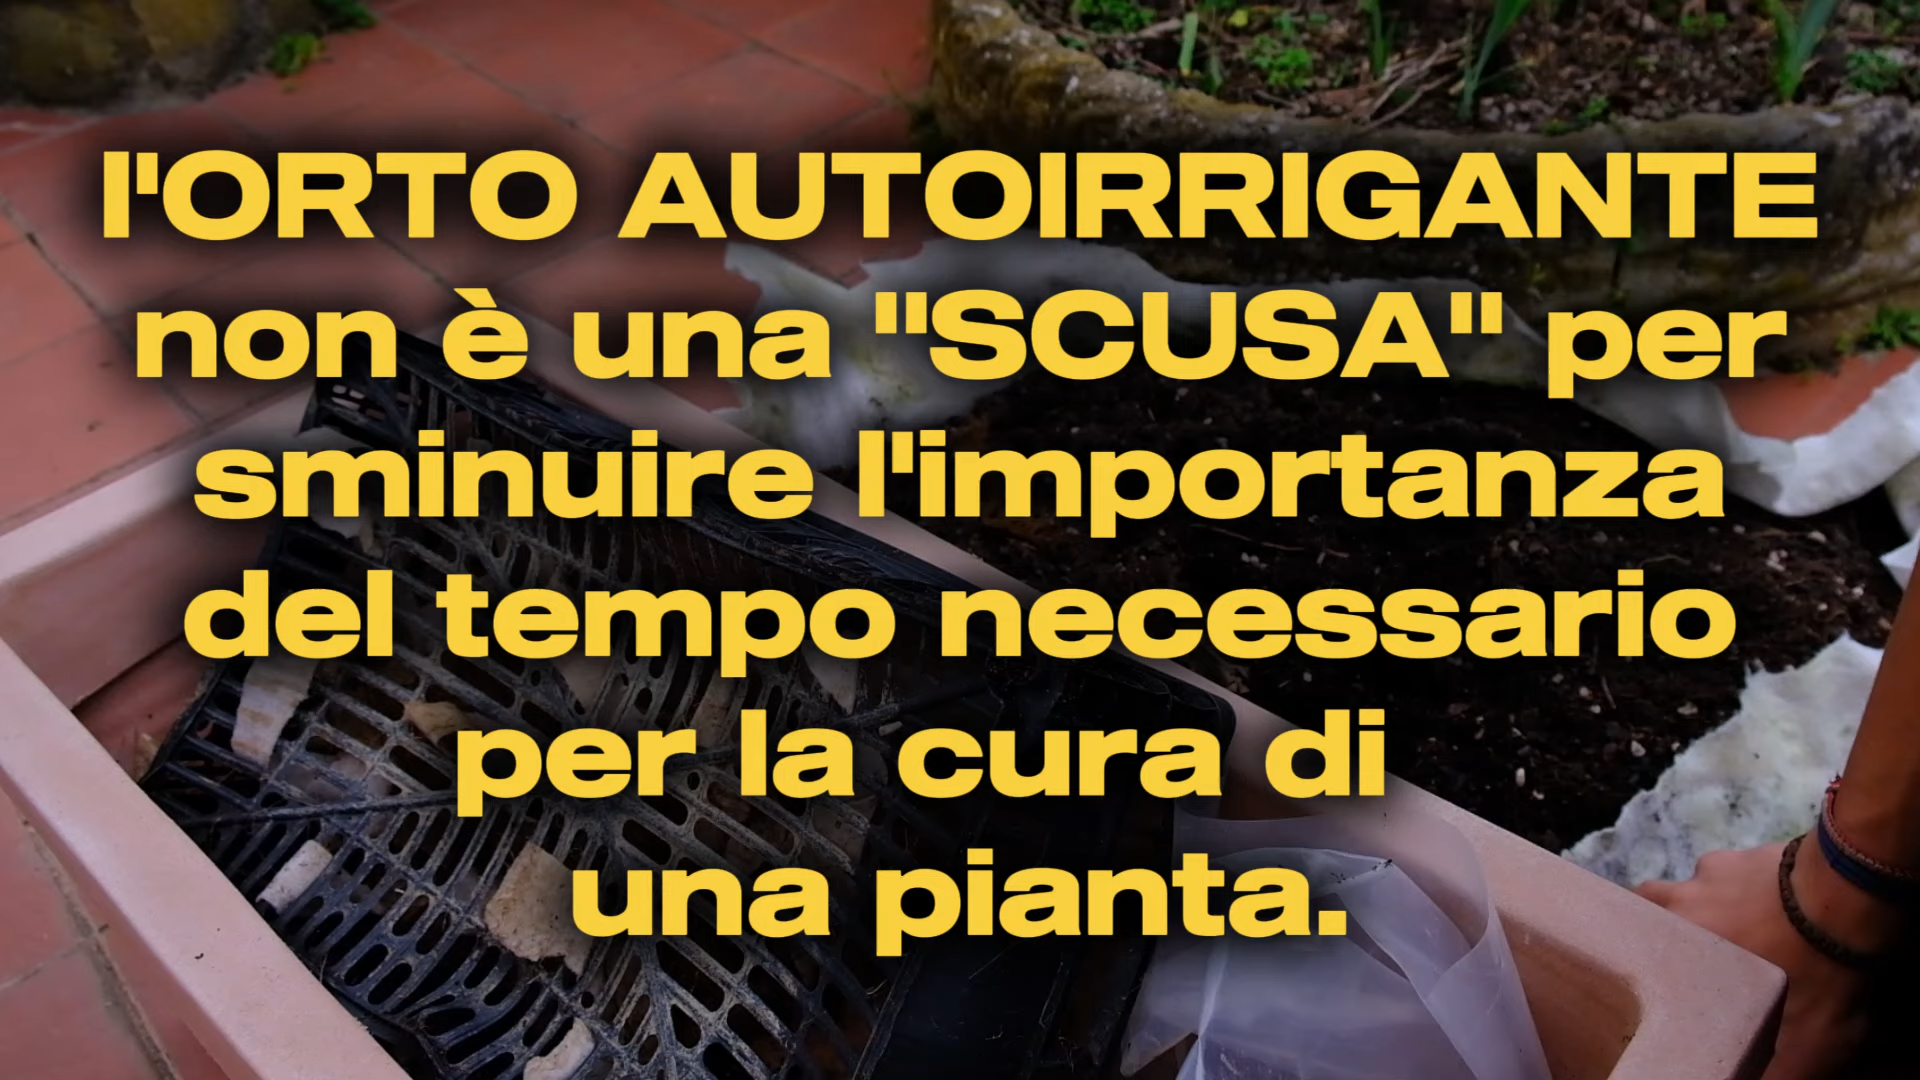 l'ORTO AUTOIRRIGANTE
non è una "SCUSA" per
sminuire l'importanza
del tempo necessario
per la cura di
una pianta.